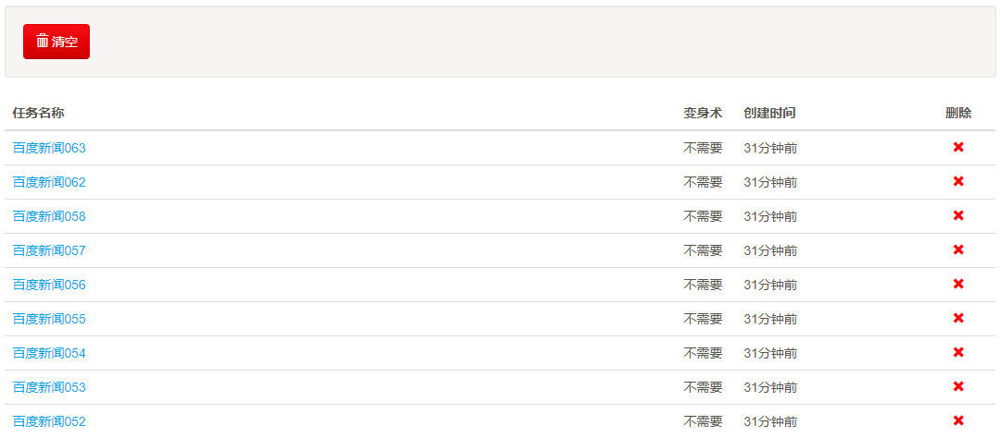 清空
任务名称 变身术 创建时间 删除
百度新闻063 不需要 31分钟前
百度新闻062 不需要 31分钟前
百度新闻058 不需要 31分钟前
百度新闻057 不需要 31分钟前
百度新闻056 不需要 31分钟前
百度新闻055 不需要 31分钟前
百度新闻054 不需要 31分钟前
百度新闻053 不需要 31分钟前
百度新闻052 不需要 31分钟前